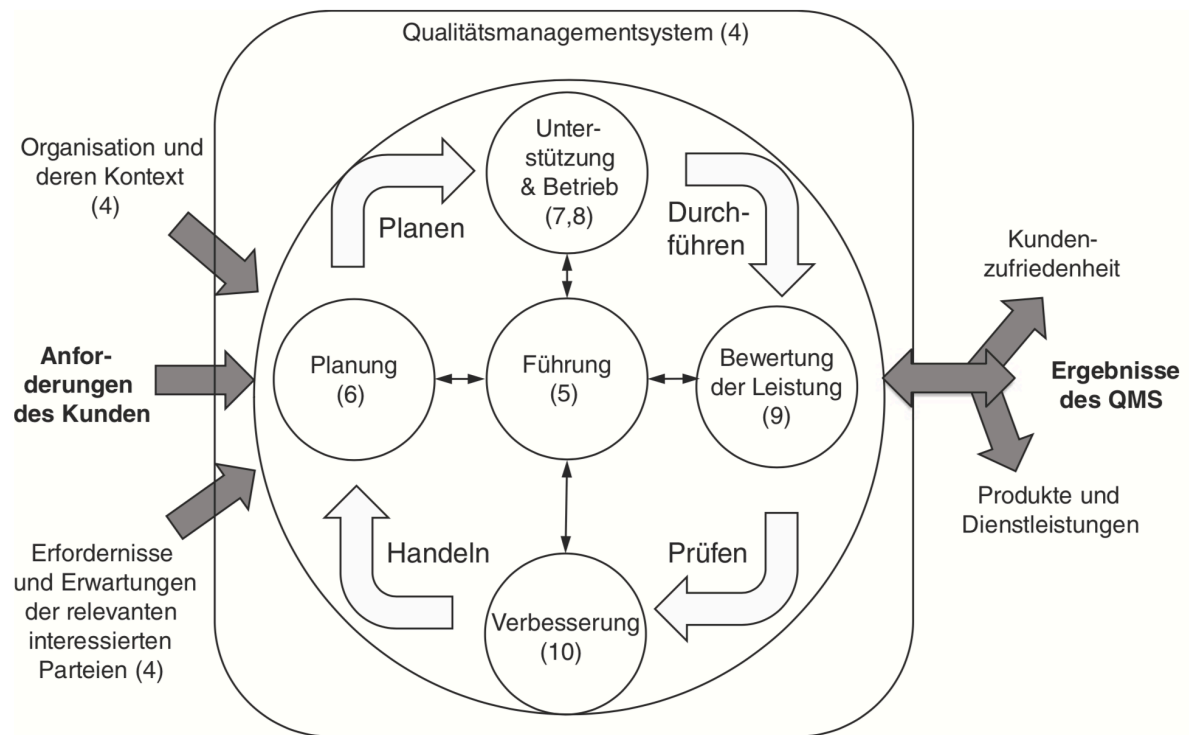 Qualitätsmanagementsystem (4)
Organisation und
deren Kontext
(4)
Anfor-
derungen
des Kunden
Erfordernisse
und Erwartungen
der relevanten
interessierten
Parteien (4)
Planen
Unter-
stützung
& Betrieb
(7,8)
Durch-
führen
Planung
(6)
Führung
(5)
Bewertung
der Leistung
(9)
Handeln
Verbesserung
(10)
Prüfen
Kunden-
zufriedenheit
Ergebnisse
des QMS
Produkte und
Dienstleistungen